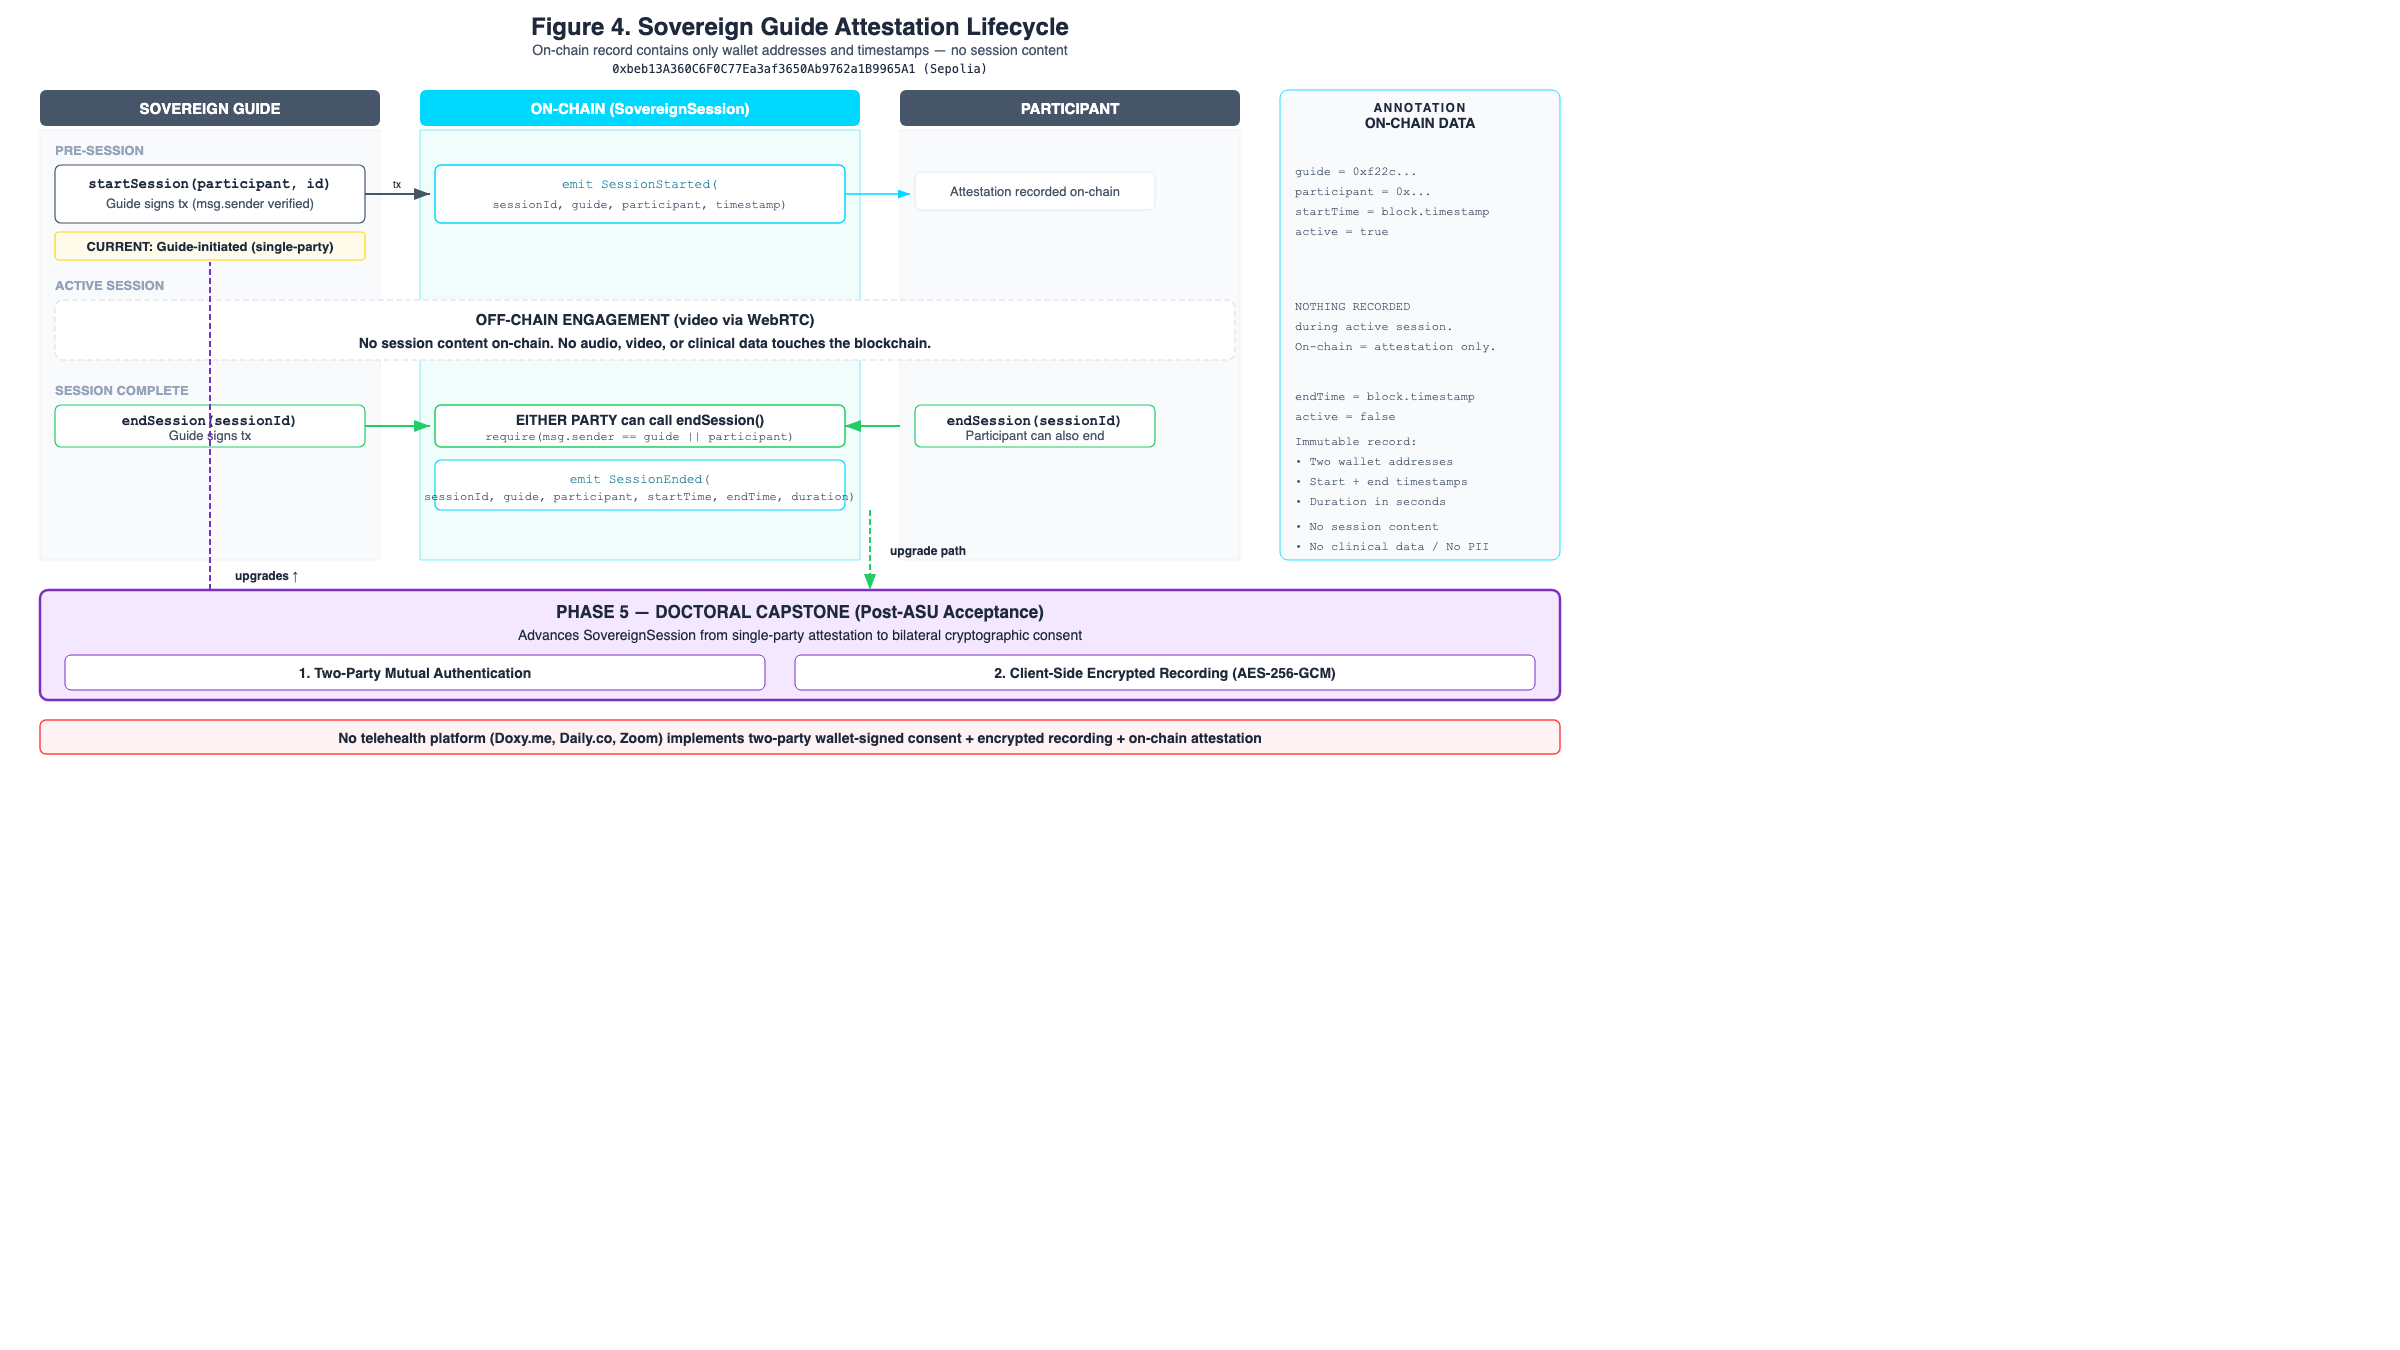 Figure 4. Sovereign Guide Attestation Lifecycle
On-chain record contains only wallet addresses and timestamps — no session content
0xbeb13A360C6F0C77Ea3af3650Ab9762a1B9965A1 (Sepolia)
SOVEREIGN GUIDE
ON-CHAIN (SovereignSession)
PARTICIPANT
PRE-SESSION
startSession(participant, id)
Guide signs tx (msg.sender verified)
tx
emit SessionStarted(
sessionId, guide, participant, timestamp)
Attestation recorded on-chain
CURRENT: Guide-initiated (single-party)
ACTIVE SESSION
OFF-CHAIN ENGAGEMENT (video via WebRTC)
No session content on-chain. No audio, video, or clinical data touches the blockchain.
SESSION COMPLETE
endSession(sessionId)
Guide signs tx
EITHER PARTY can call endSession()
require(msg.sender == guide || participant)
endSession(sessionId)
Participant can also end
emit SessionEnded(
sessionId, guide, participant, startTime, endTime, duration)
upgrade path
upgrades ↑
ANNOTATION
ON-CHAIN DATA
guide = 0xf22c...
participant = 0x...
startTime = block.timestamp
active = true
NOTHING RECORDED
during active session.
On-chain = attestation only.
endTime = block.timestamp
active = false
Immutable record:
• Two wallet addresses
• Start + end timestamps
• Duration in seconds
• No session content
• No clinical data / No PII
PHASE 5 — DOCTORAL CAPSTONE (Post-ASU Acceptance)
Advances SovereignSession from single-party attestation to bilateral cryptographic consent
1. Two-Party Mutual Authentication
2. Client-Side Encrypted Recording (AES-256-GCM)
No telehealth platform (Doxy.me, Daily.co, Zoom) implements two-party wallet-signed consent + encrypted recording + on-chain attestation